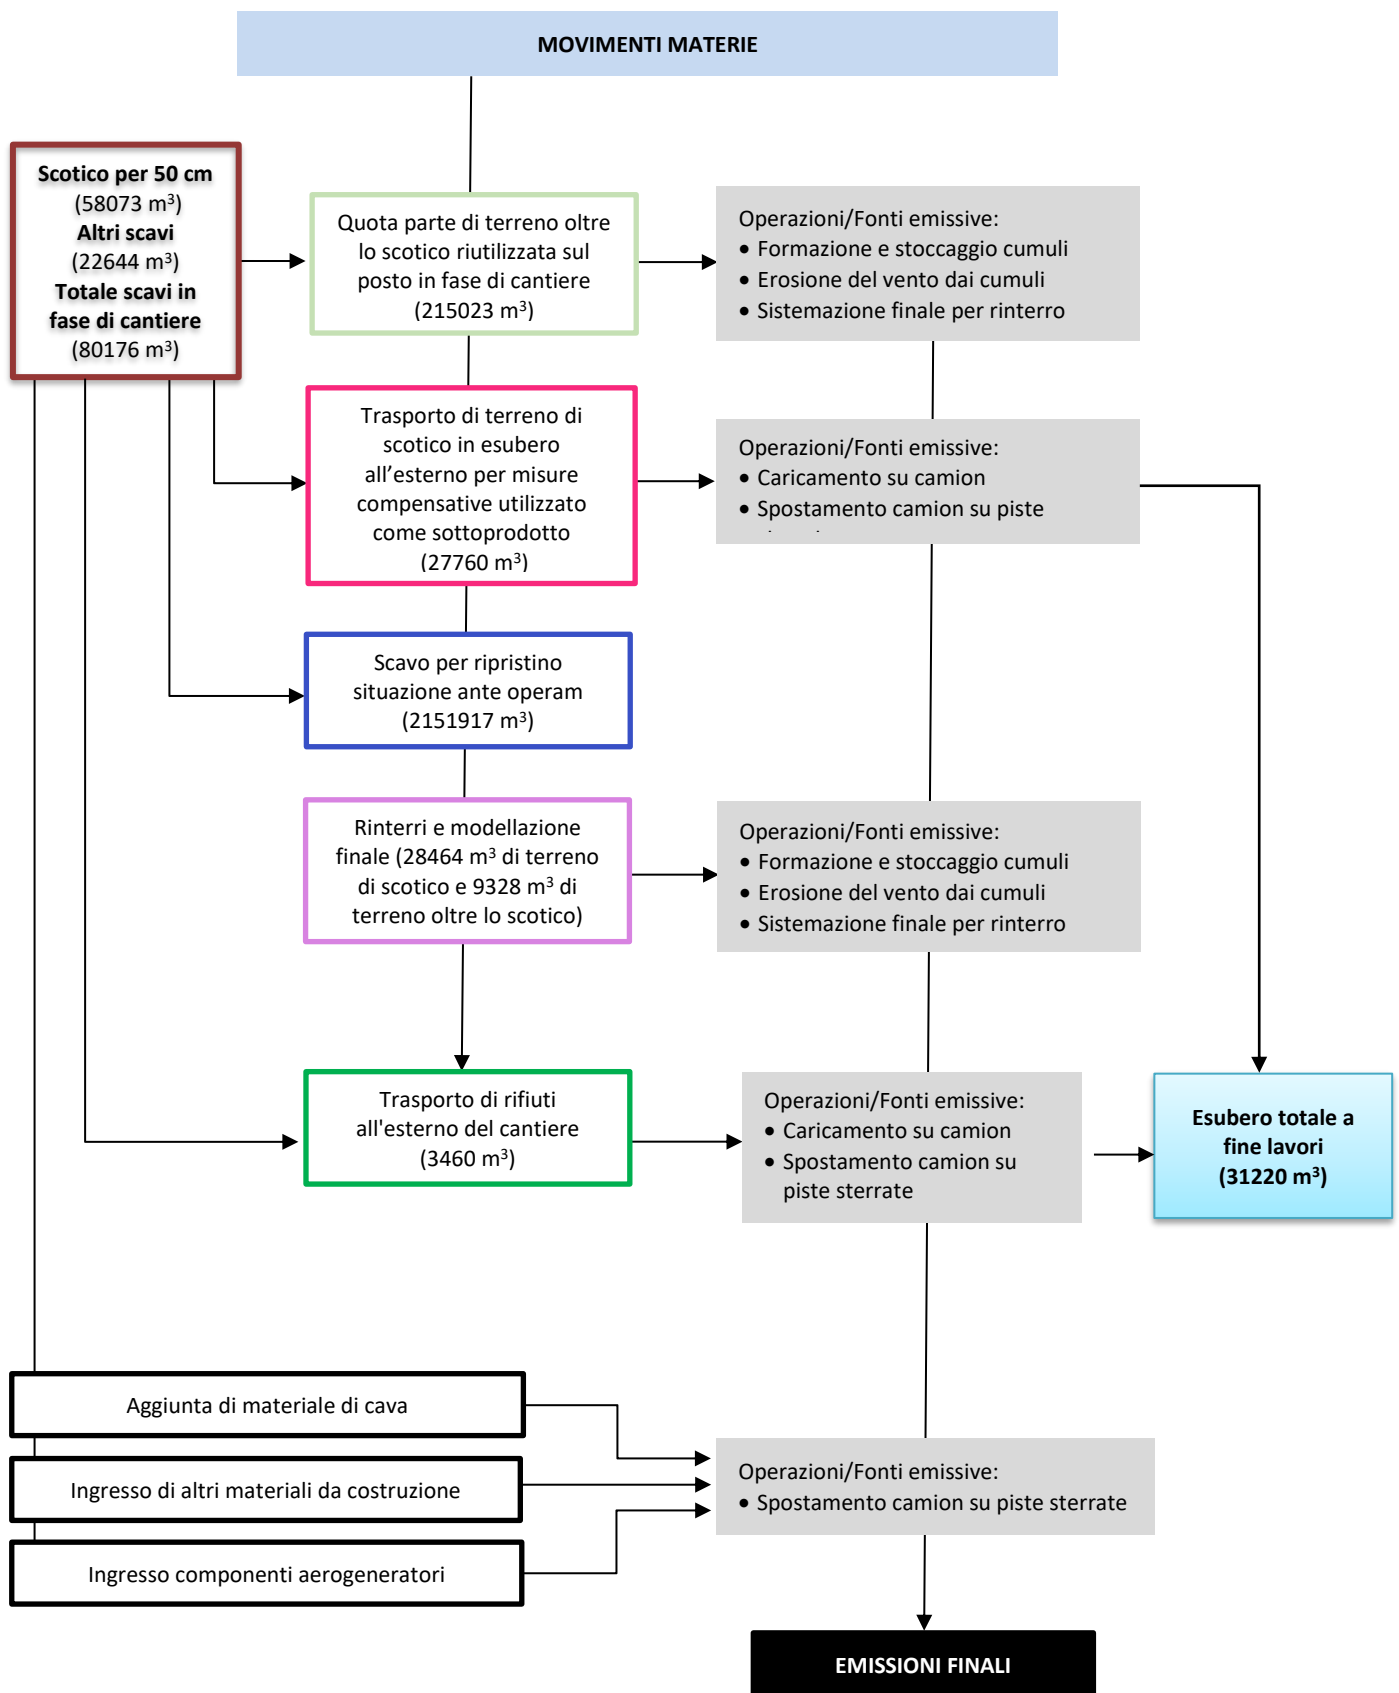 MOVIMENTI MATERIE
Scotico per 50 cm
(58073 m³)
Altri scavi
(22644 m³)
Totale scavi in
fase di cantiere
(80176 m³)
Quota parte di terreno oltre
lo scotico riutilizzata sul
posto in fase di cantiere
(215023 m³)
Operazioni/Fonti emissive:
• Formazione e stoccaggio cumuli
• Erosione del vento dai cumuli
• Sistemazione finale per rinterro
Trasporto di terreno di
scotico in esubero
all’esterno per misure
compensative utilizzato
come sottoprodotto
(27760 m³)
Operazioni/Fonti emissive:
• Caricamento su camion
• Spostamento camion su piste
Scavo per ripristino
situazione ante operam
(2151917 m³)
Rinterri e modellazione
finale (28464 m³ di terreno
di scotico e 9328 m³ di
terreno oltre lo scotico)
Operazioni/Fonti emissive:
• Formazione e stoccaggio cumuli
• Erosione del vento dai cumuli
• Sistemazione finale per rinterro
Trasporto di rifiuti
all'esterno del cantiere
(3460 m³)
Operazioni/Fonti emissive:
• Caricamento su camion
• Spostamento camion su
piste sterrate
Esubero totale a
fine lavori
(31220 m³)
Aggiunta di materiale di cava
Ingresso di altri materiali da costruzione
Ingresso componenti aerogeneratori
Operazioni/Fonti emissive:
• Spostamento camion su piste sterrate
EMISSIONI FINALI